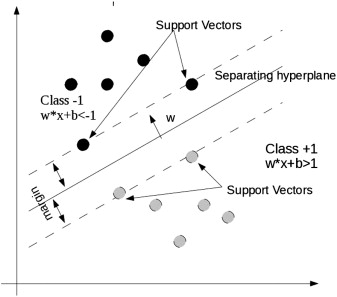 Support Vectors
Separating hyperplane
Class -1
w*x+b<-1
w
Class +1
w*x+b>1
margin
Support Vectors